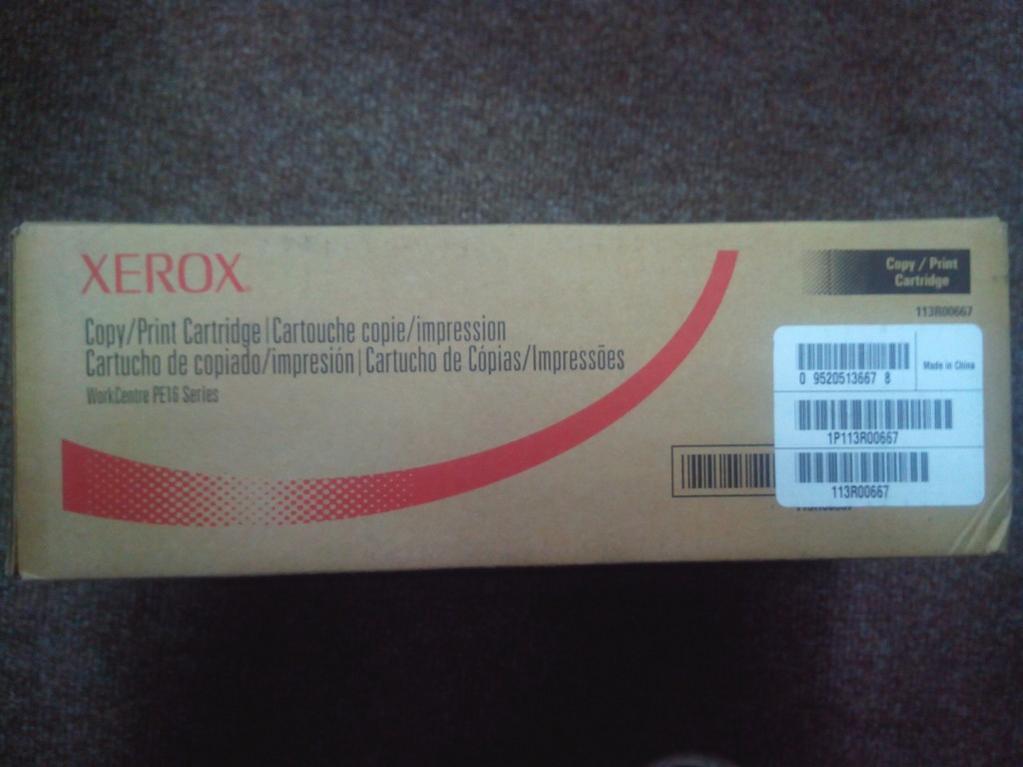 XEROX
Copy/Print Cartridge | Cartouche copie/impression
Cartucho de copiado/impresión | Cartucho de Cópias/Impressões
WorkCentre PE16 Series
Copy / Print
Cartridge
113R00667
0 9520513667 8
Made in China
1P113R00667
113R00667